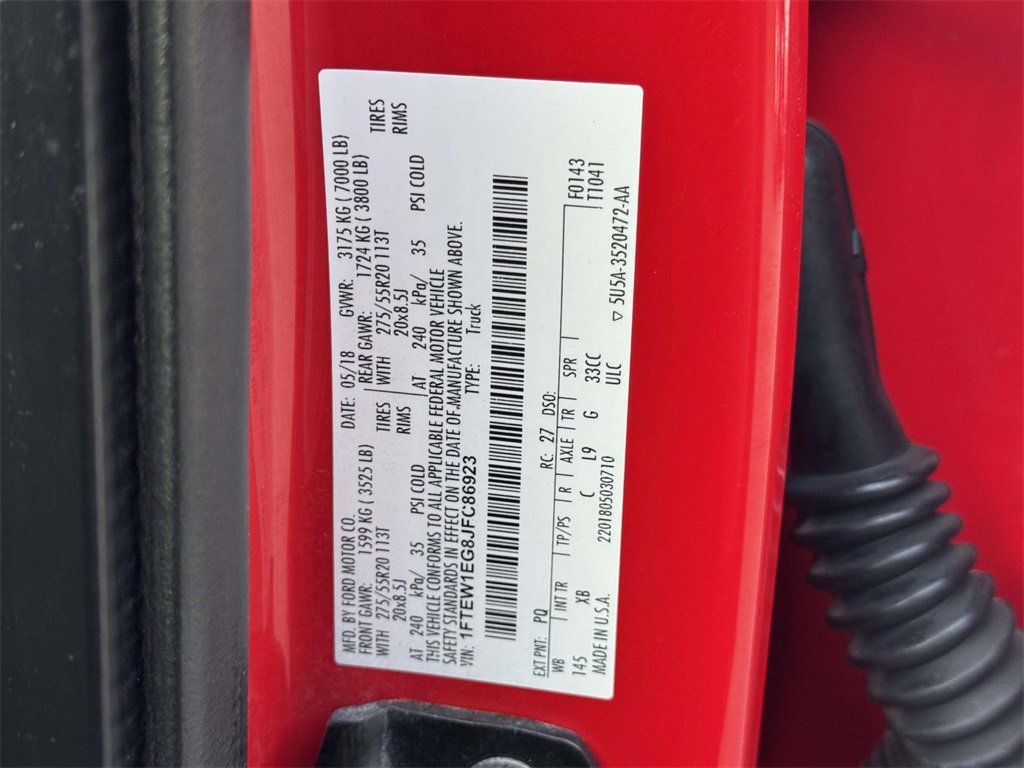 MFD. BY FORD MOTOR CO.
DATE: 05/18 GVWR: 3175 KG ( 7000 LB)
FRONT GAWR: 1599 KG ( 3525 LB)
REAR GAWR: 1724 KG ( 3800 LB)
WITH 275/55R20 113T TIRES
WITH 275/55R20 113T TIRES
20x8.5J RIMS
20x8.5J RIMS
AT 240 kPa/ 35 PSI COLD
AT 240 kPa/ 35 PSI COLD
THIS VEHICLE CONFORMS TO ALL APPLICABLE FEDERAL MOTOR VEHICLE
SAFETY STANDARDS IN EFFECT ON THE DATE OF MANUFACTURE SHOWN ABOVE.
VIN: 1FTEW1EG8JFC86923 TYPE: Truck
EXT PNT: PQ RC: 27 DSO:
WB INT TR TP/PS R AXLE TR SPR F0143
145 XB C L9 G 33CC T1041
MADE IN U.S.A. 2201805030710 ULC ▽ 5U5A-3520472-AA